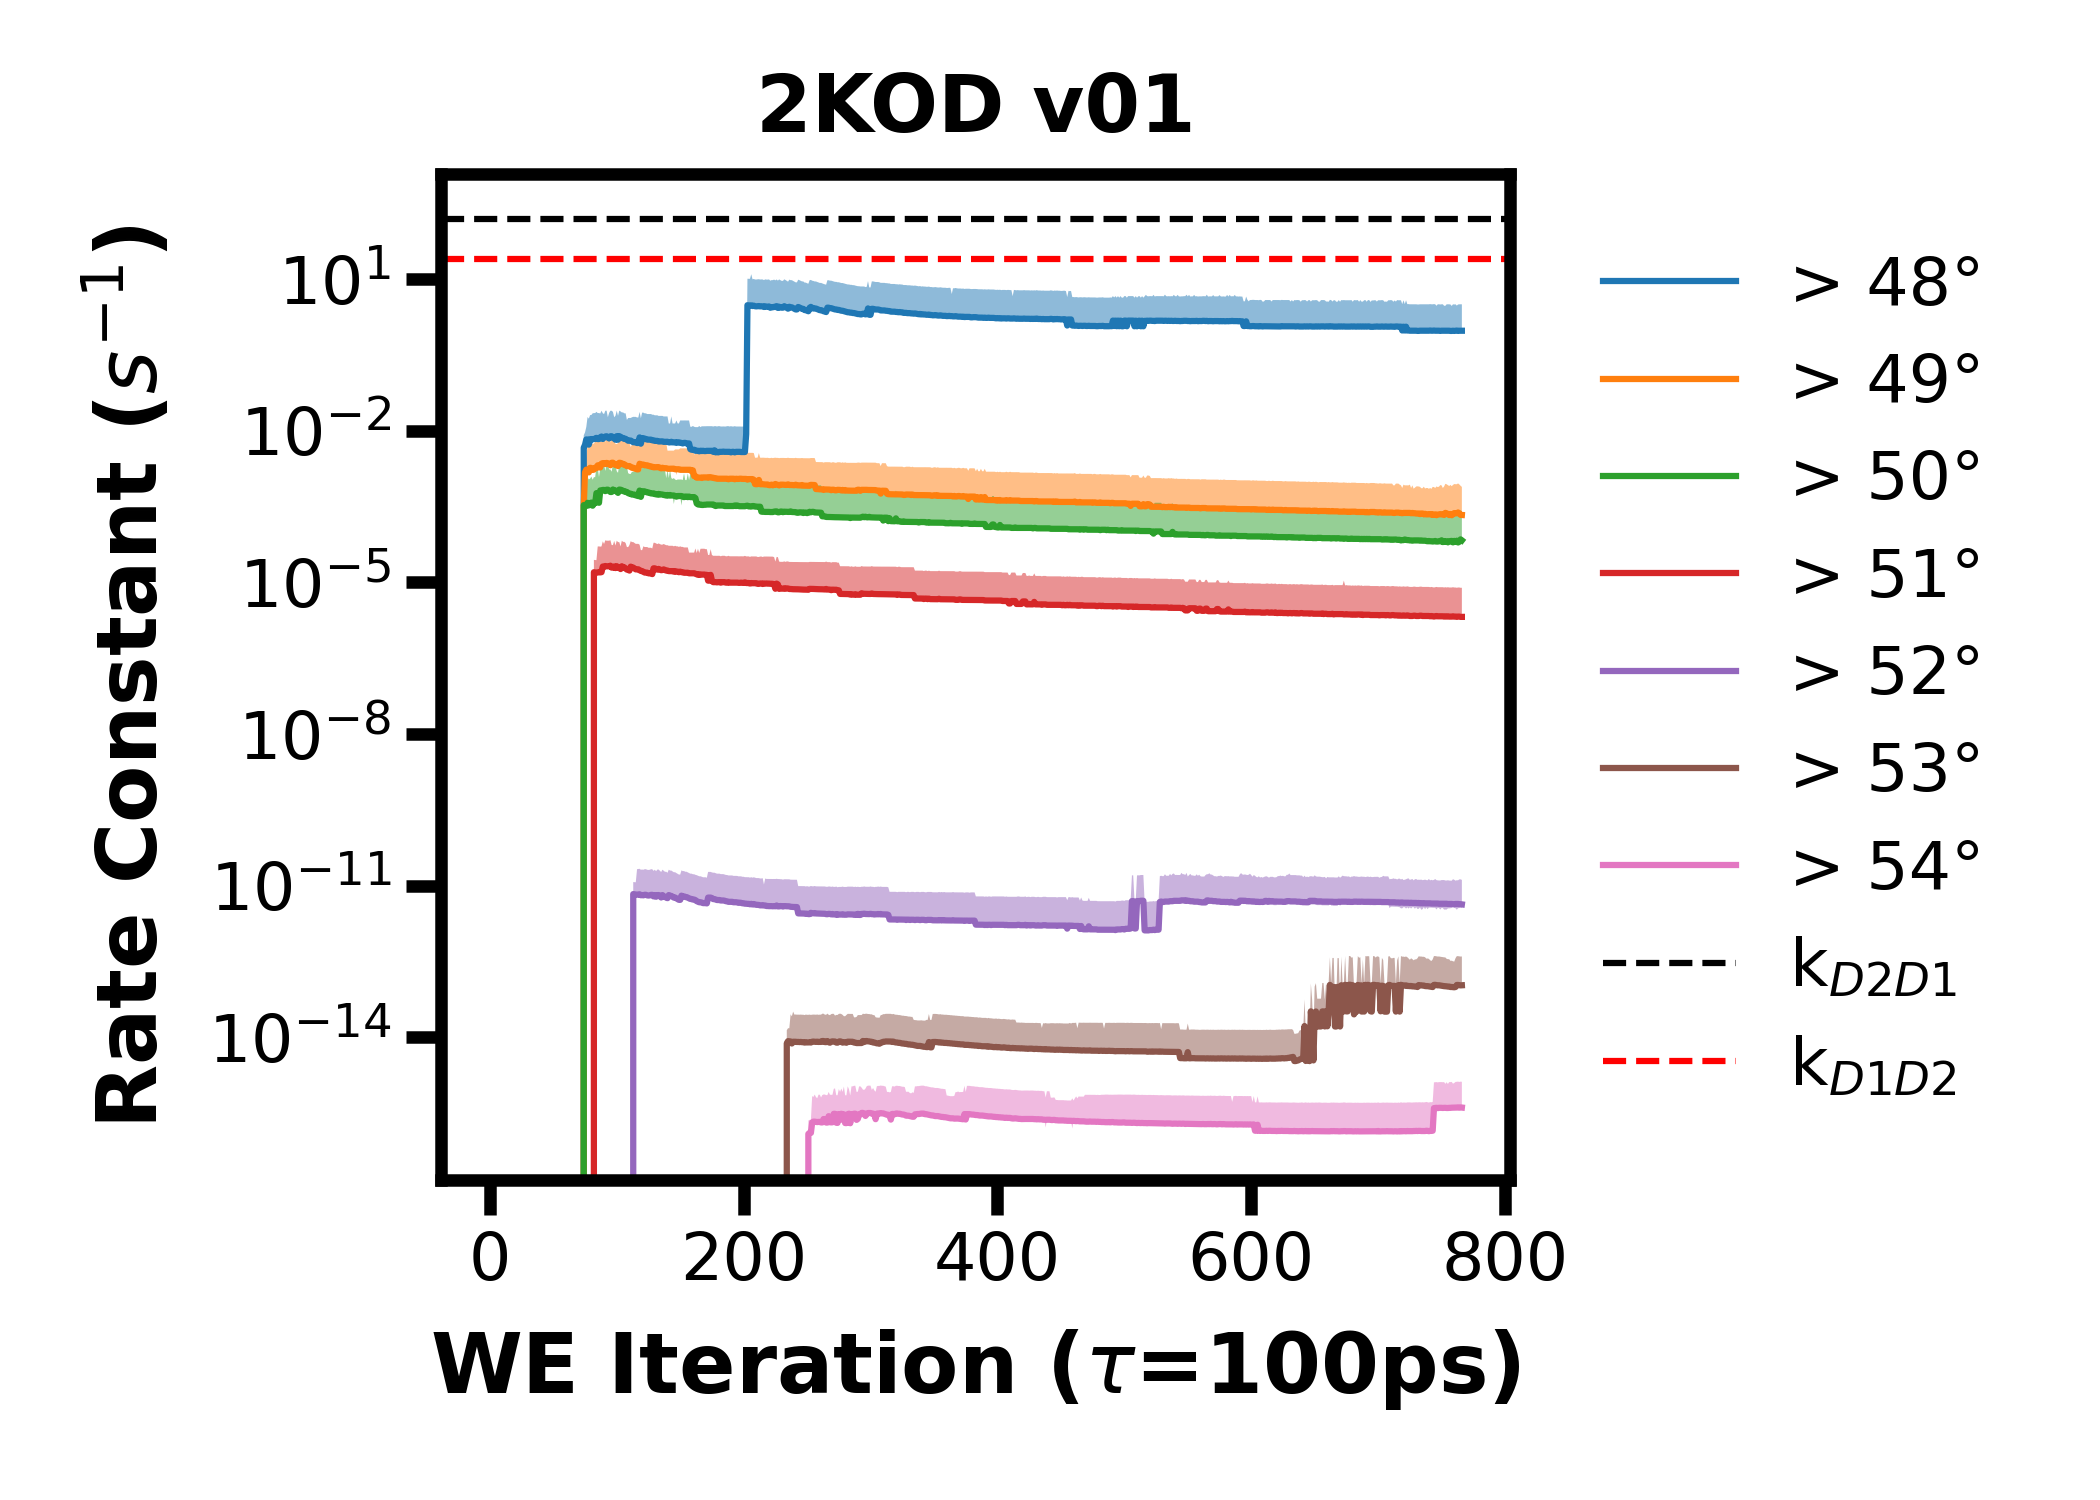 2KOD v01
Rate Constant (s⁻¹)
10¹
10⁻²
10⁻⁵
10⁻⁸
10⁻¹¹
10⁻¹⁴
0 200 400 600 800
WE Iteration (τ=100ps)
> 48°
> 49°
> 50°
> 51°
> 52°
> 53°
> 54°
k_D2D1
k_D1D2